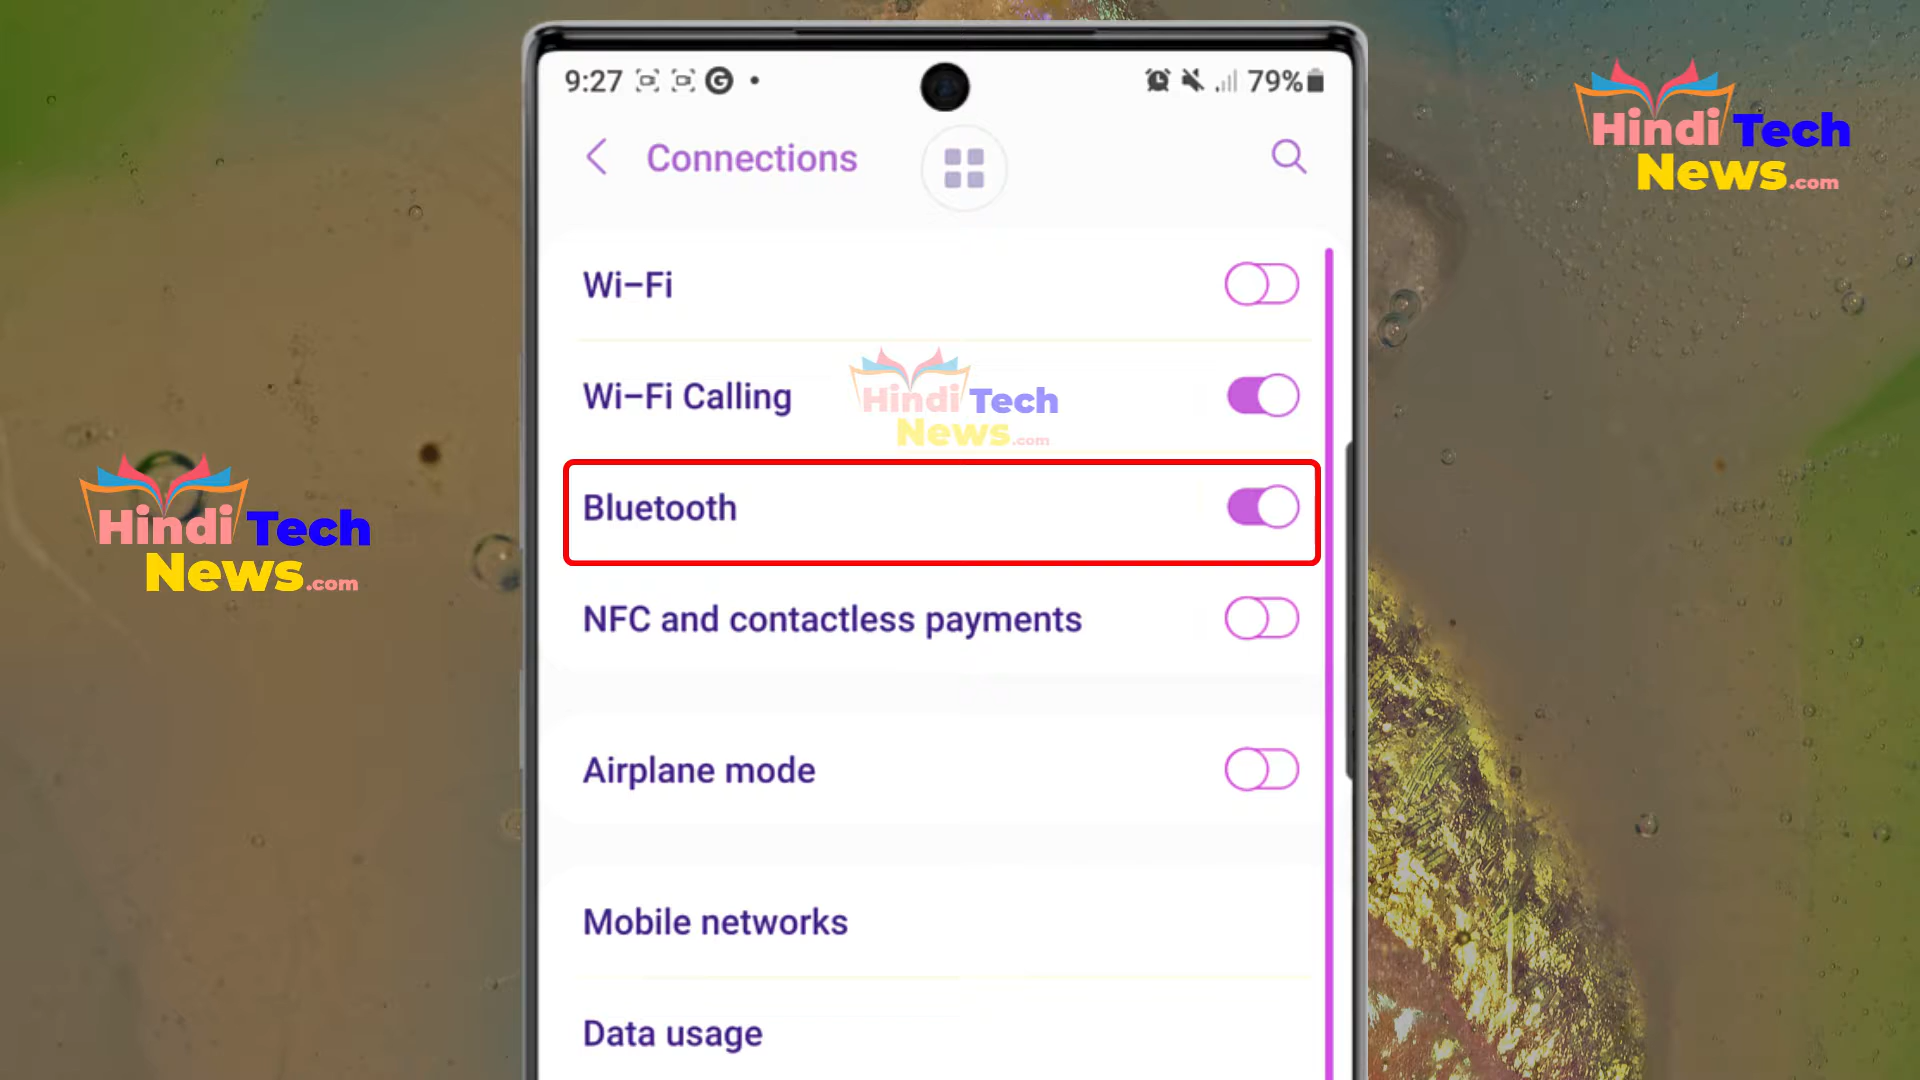 9:27
79%
Connections
Hindi Tech
News.com
Wi-Fi
Wi-Fi Calling
Hindi Tech
News.com
Bluetooth
Hindi Tech
News.com
NFC and contactless payments
Airplane mode
Mobile networks
Data usage